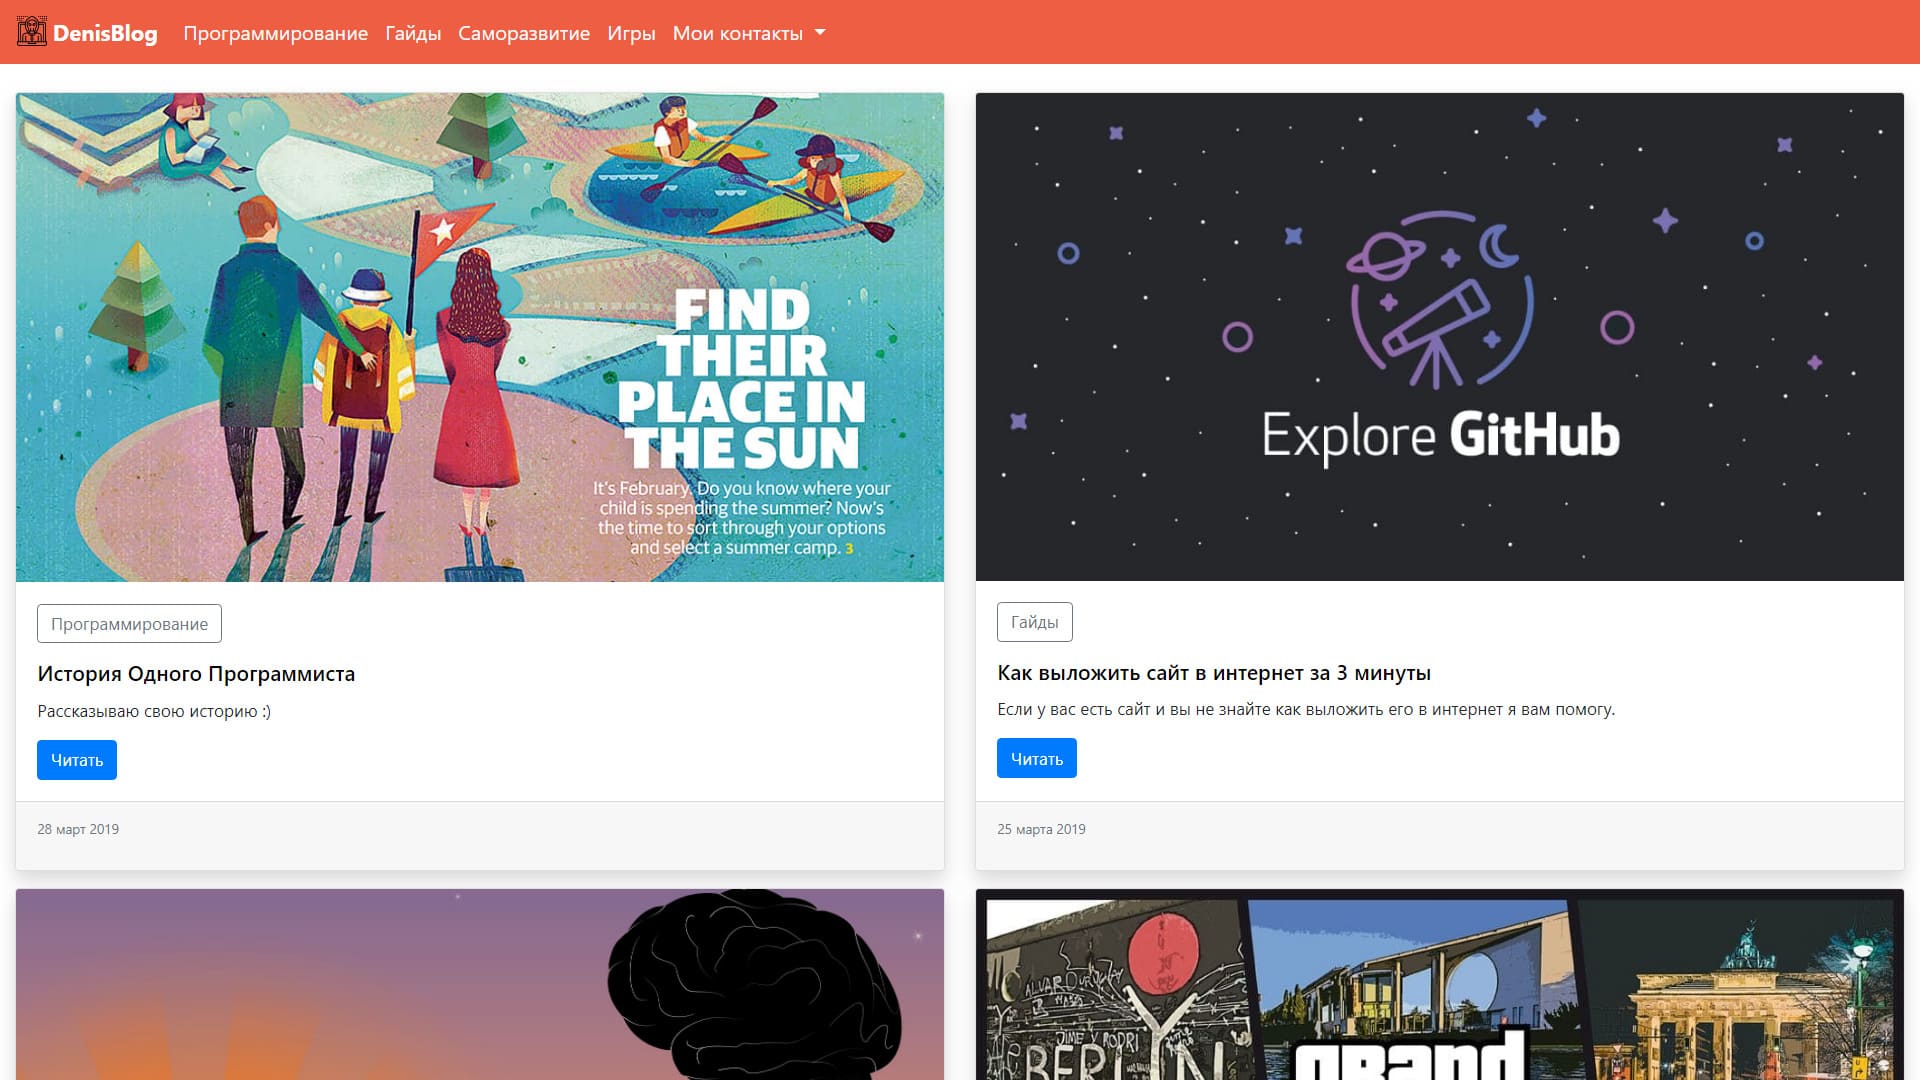 DenisBlog Программирование Гайды Саморазвитие Игры Мои контакты
FIND
THEIR
PLACE IN
THE SUN
It's February. Do you know where your
child is spending the summer? Now's
the time to sort through your options
and select a summer camp. 3
Программирование
История Одного Программиста
Рассказываю свою историю :)
Читать
28 март 2019
Explore GitHub
Гайды
Как выложить сайт в интернет за 3 минуты
Если у вас есть сайт и вы не знайте как выложить его в интернет я вам помогу.
Читать
25 марта 2019
BERLIN
grand